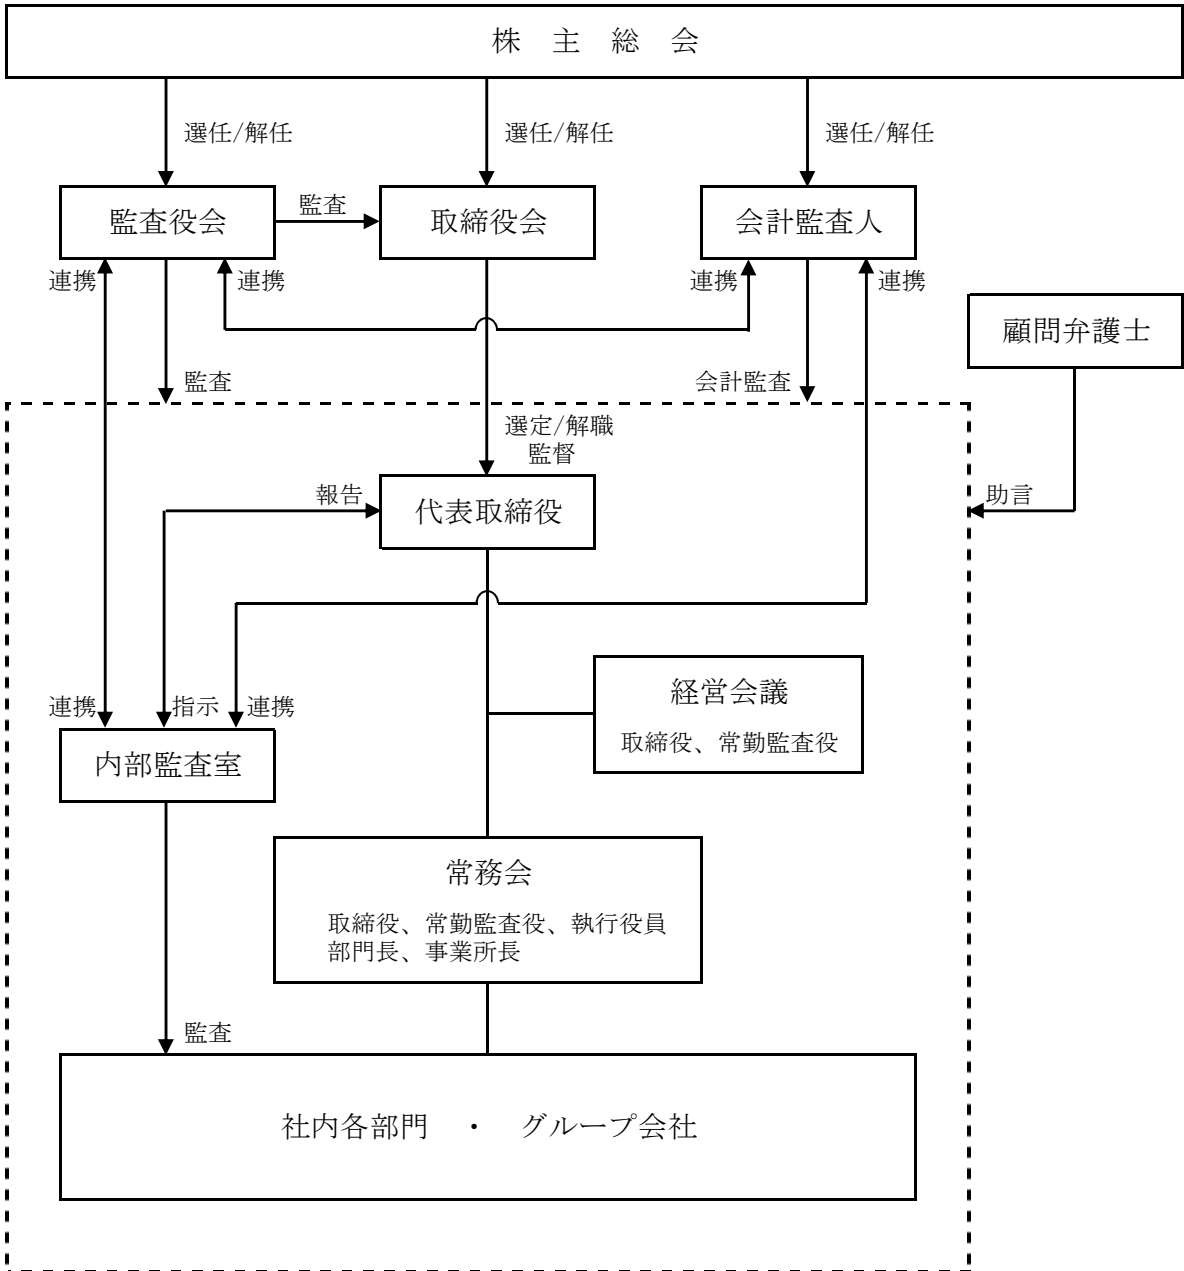 株　主　総　会
選任/解任
選任/解任
選任/解任
監査役会
監査
取締役会
会計監査人
連携
連携
連携
連携
顧問弁護士
監査
会計監査
選定/解職
監督
報告
代表取締役
助言
経営会議
取締役、常勤監査役
連携
指示
連携
内部監査室
常務会
取締役、常勤監査役、執行役員
部門長、事業所長
監査
社内各部門　・　グループ会社